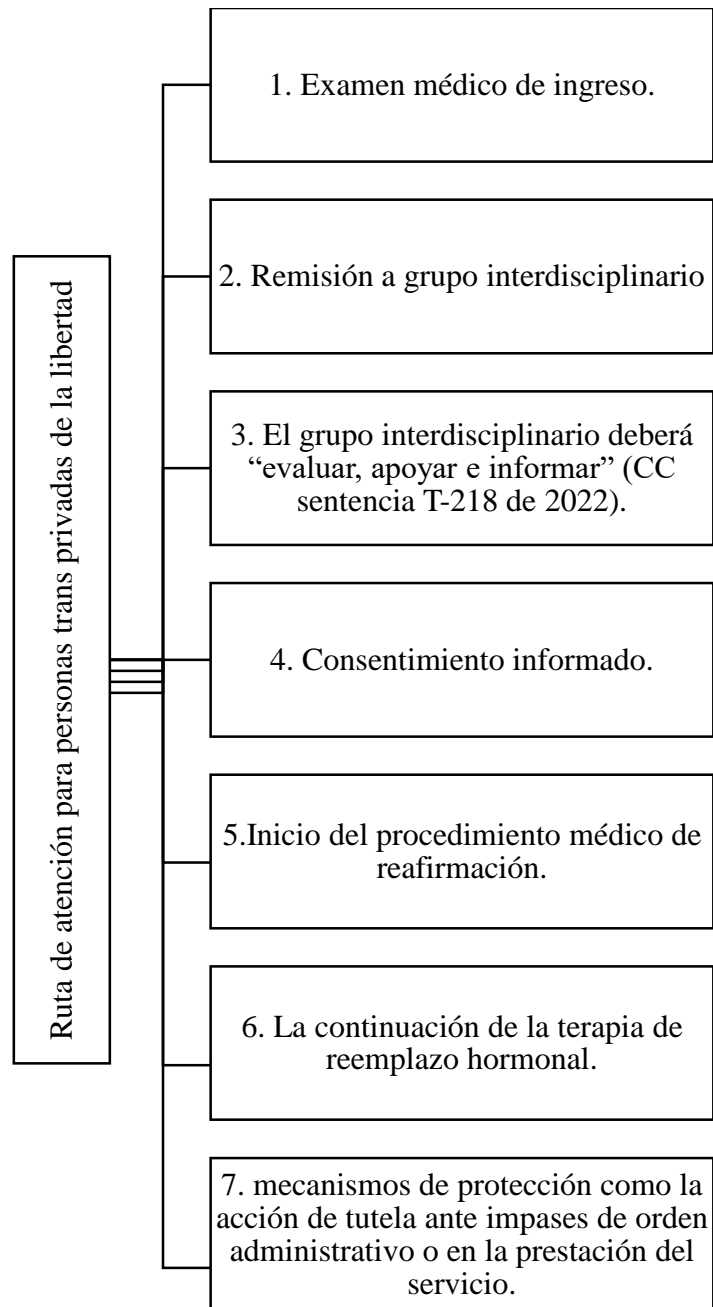 Ruta de atención para personas trans privadas de la libertad
1. Examen médico de ingreso.
2. Remisión a grupo interdisciplinario
3. El grupo interdisciplinario deberá
“evaluar, apoyar e informar” (CC
sentencia T-218 de 2022).
4. Consentimiento informado.
5.Inicio del procedimiento médico de
reafirmación.
6. La continuación de la terapia de
reemplazo hormonal.
7. mecanismos de protección como la
acción de tutela ante impases de orden
administrativo o en la prestación del
servicio.